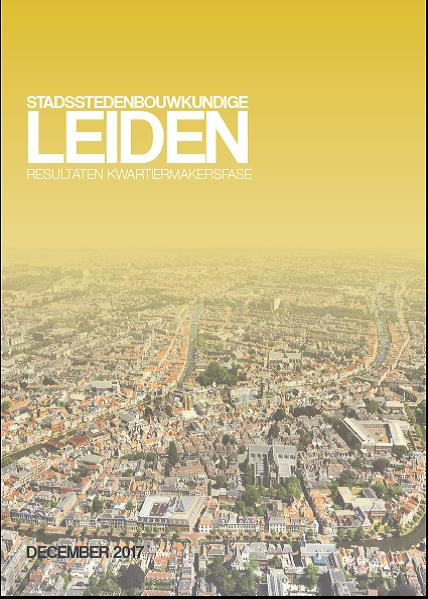 STADSSTEDENBOUWKUNDIGE
LEIDEN
RESULTATEN KWARTIERMAKERSFASE
DECEMBER 2017